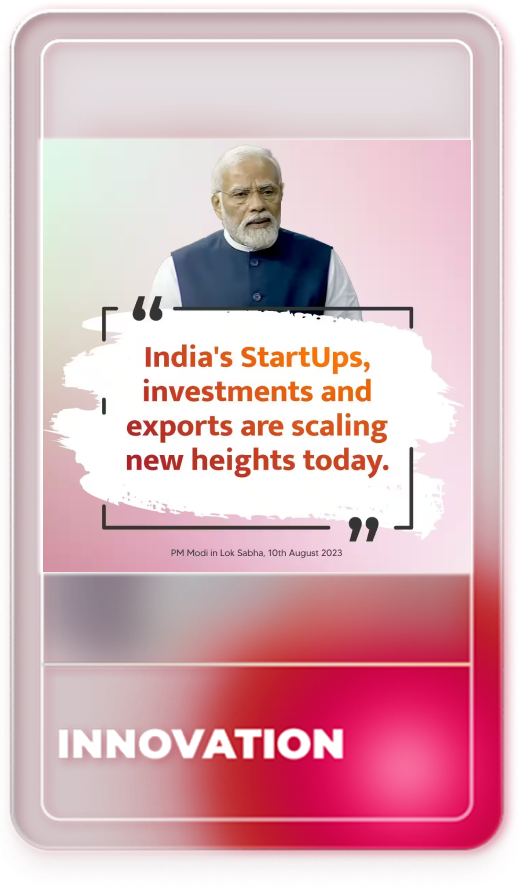 “
India's StartUps,
investments and
exports are scaling
new heights today.
”
PM Modi in Lok Sabha, 10th August 2023
INNOVATION